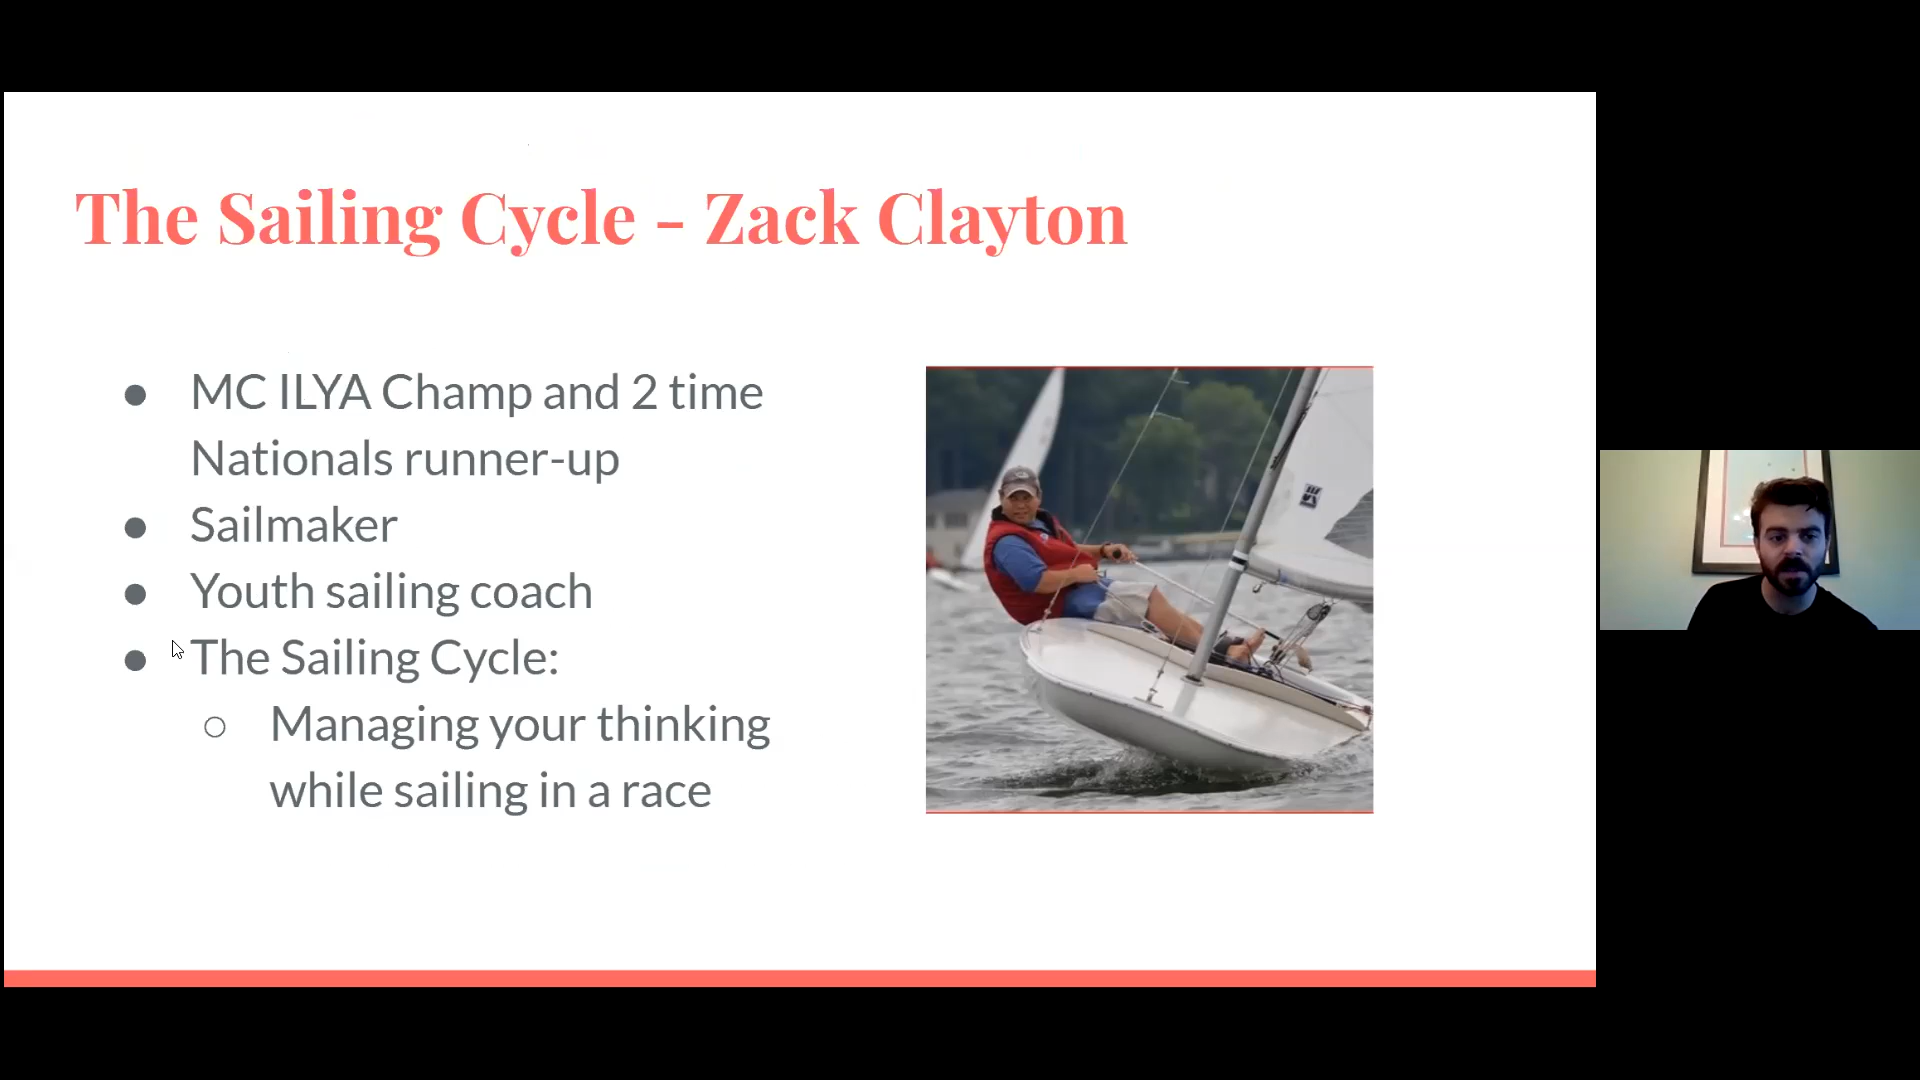 The Sailing Cycle - Zack Clayton
● MC ILYA Champ and 2 time
Nationals runner-up
● Sailmaker
● Youth sailing coach
● The Sailing Cycle:
○ Managing your thinking
while sailing in a race